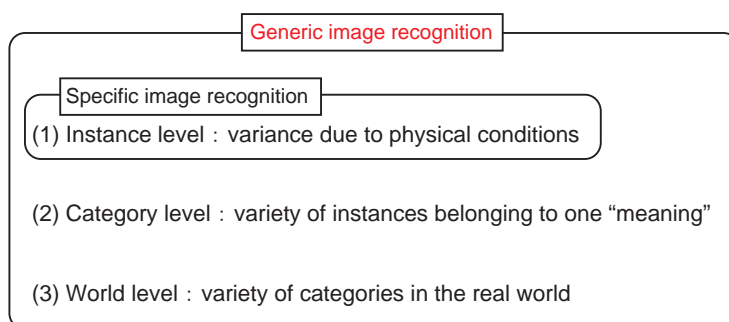 Generic image recognition
Specific image recognition
(1) Instance level : variance due to physical conditions
(2) Category level : variety of instances belonging to one “meaning”
(3) World level : variety of categories in the real world